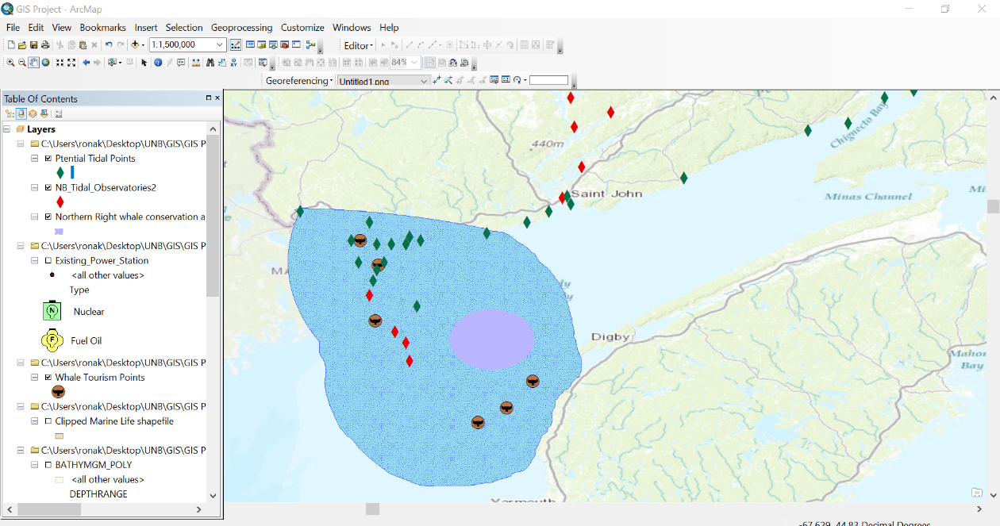 GIS Project - ArcMap
File Edit View Bookmarks Insert Selection Geoprocessing Customize Windows Help
1:1,500,000
Editor
84%
Georeferencing
Untitled1.png
Table Of Contents
Layers
C:\Users\ronak\Desktop\UNB\GIS\GIS P
Ptential Tidal Points
NB_Tidal_Observatories2
Northern Right whale conservation a
C:\Users\ronak\Desktop\UNB\GIS\GIS P
Existing_Power_Station
<all other values>
Type
N Nuclear
F Fuel Oil
C:\Users\ronak\Desktop\UNB\GIS\GIS P
Whale Tourism Points
C:\Users\ronak\Desktop\UNB\GIS\GIS P
Clipped Marine Life shapefile
C:\Users\ronak\Desktop\UNB\GIS\GIS P
BATHYMGM_POLY
<all other values>
DEPTHRANGE
440m
Chignecto Bay
Saint John
Minas Channel
Mi
MA
dy
y
Digby
Mahon
Bay
Yarmouth
-67.629 44.83 Decimal Degrees